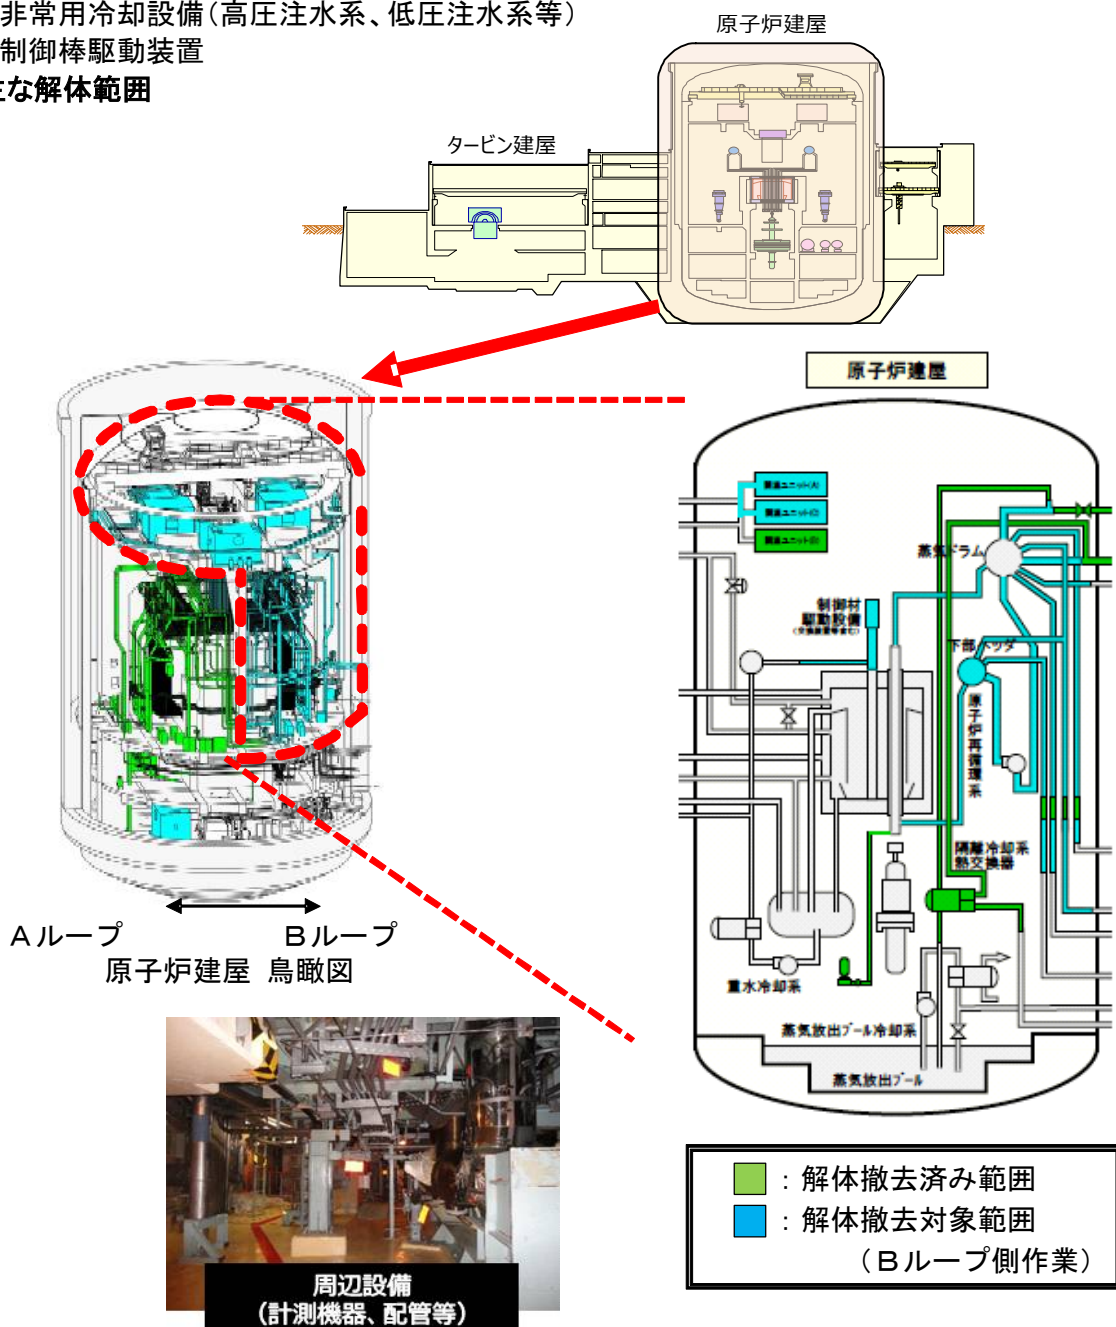 非常用冷却設備（高圧注水系、低圧注水系等）
制御棒駆動装置
な解体範囲
原子炉建屋
タービン建屋
原子炉建屋
蒸気ドラム
制御材
駆動設備
下部ヘッダ
原子炉再循環系
隔離冷却系
熱交換器
重水冷却系
蒸気放出プール冷却系
蒸気放出プール
Aループ
Bループ
原子炉建屋 鳥瞰図
周辺設備
（計測機器、配管等）
：解体撤去済み範囲
：解体撤去対象範囲
（Bループ側作業）